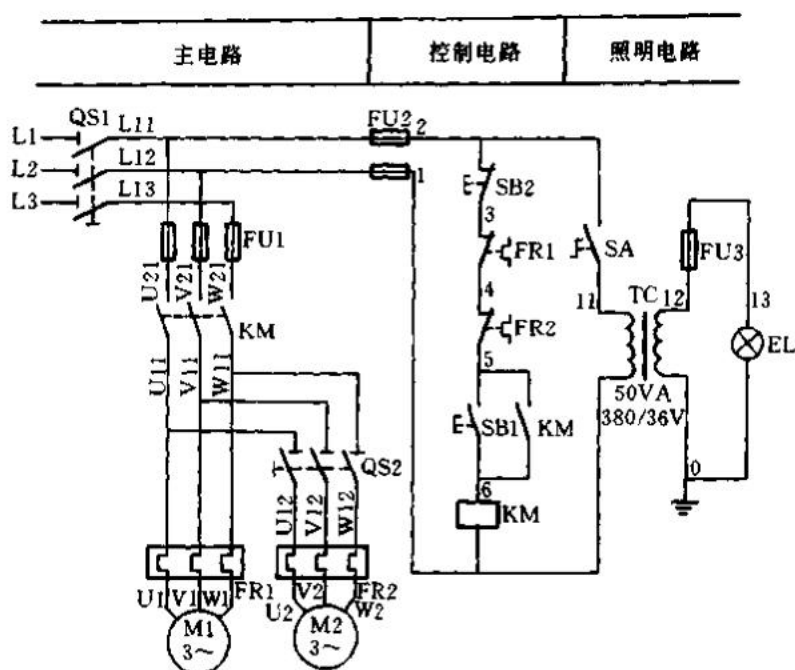 主电路 控制电路 照明电路
QS1 L11 FU2 2
L1
L12
L2 1
L13
L3
SB2
3
FU1 FR1 SA FU3
U21 V21 W21
4 11 TC 12 13
KM
FR2
EL
U11 V11 W11
5
50VA
380/36V
SB1 KM
QS2
0
U12 V12 W12
6
KM
FR1 FR2
U1 V1 W1 U2 V2 W2
M1 M2
3~ 3~